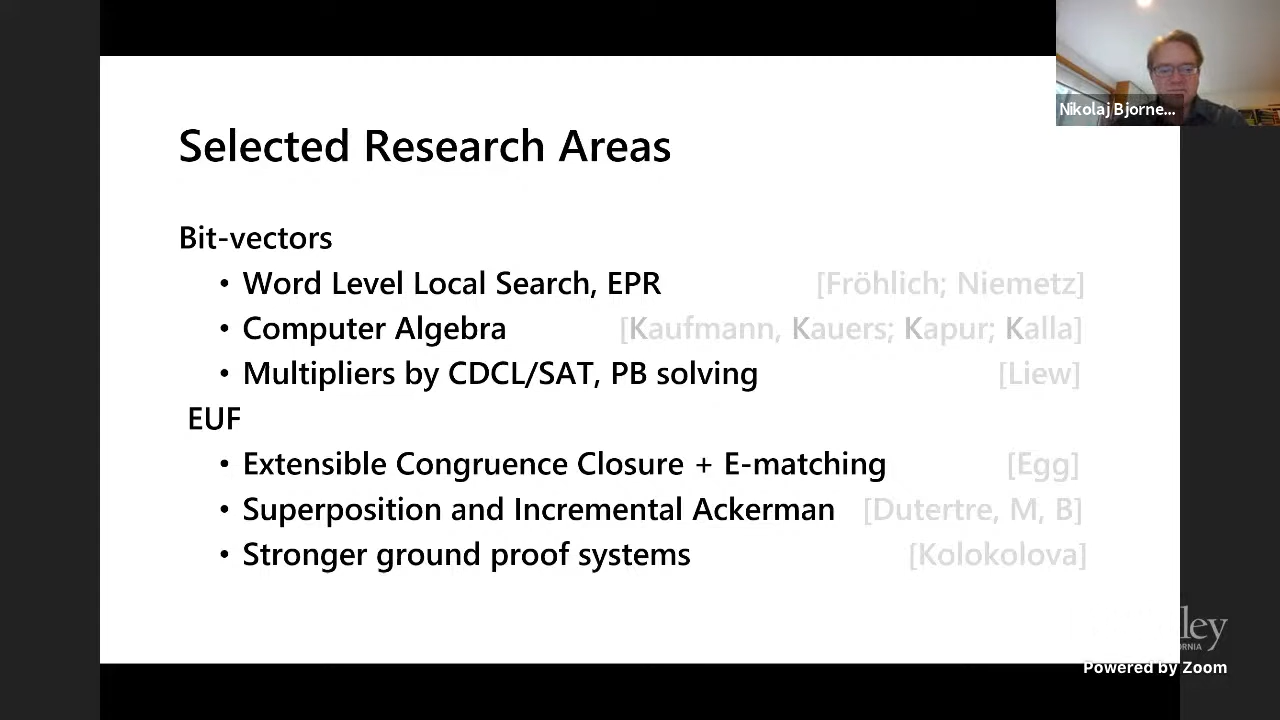 Nikolaj Bjorne...
Selected Research Areas
Bit-vectors
• Word Level Local Search, EPR [Fröhlich; Niemetz]
• Computer Algebra [Kaufmann, Kauers; Kapur; Kalla]
• Multipliers by CDCL/SAT, PB solving [Liew]
EUF
• Extensible Congruence Closure + E-matching [Egg]
• Superposition and Incremental Ackerman [Dutertre, M, B]
• Stronger ground proof systems [Kolokolova]
Powered by Zoom